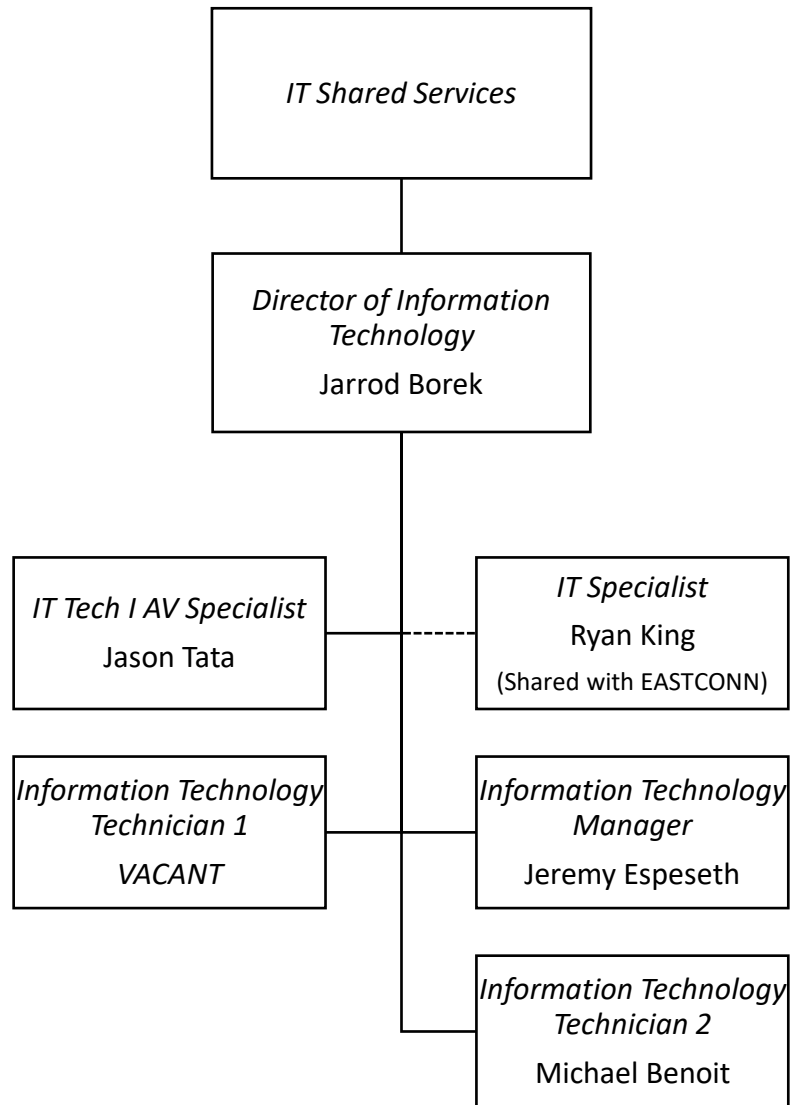 IT Shared Services
Director of Information
Technology
Jarrod Borek
IT Tech I AV Specialist
Jason Tata
IT Specialist
Ryan King
(Shared with EASTCONN)
Information Technology
Technician 1
VACANT
Information Technology
Manager
Jeremy Espeseth
Information Technology
Technician 2
Michael Benoit